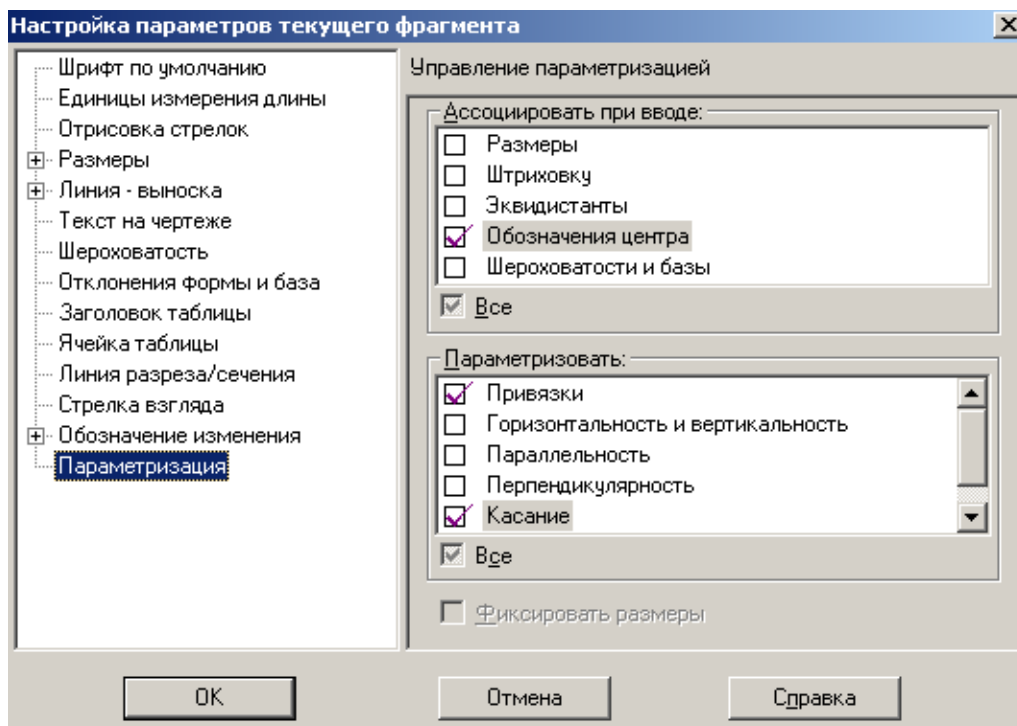 Настройка параметров текущего фрагмента
Шрифт по умолчанию
Единицы измерения длины
Отрисовка стрелок
Размеры
Линия - выноска
Текст на чертеже
Шероховатость
Отклонения формы и база
Заголовок таблицы
Ячейка таблицы
Линия разреза/сечения
Стрелка взгляда
Обозначение изменения
Параметризация
Управление параметризацией
Ассоциировать при вводе:
Размеры
Штриховку
Эквидистанты
Обозначения центра
Шероховатости и базы
Все
Параметризовать:
Привязки
Горизонтальность и вертикальность
Параллельность
Перпендикулярность
Касание
Все
Фиксировать размеры
OK
Отмена
Справка